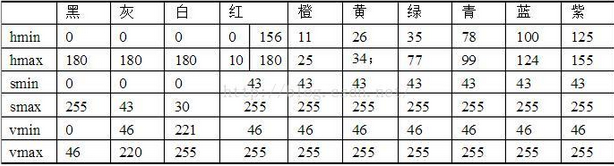 黑 灰 白 红 橙 黄 绿 青 蓝 紫
hmin 0 0 0 0 156 11 26 35 78 100 125
hmax 180 180 180 10 180 25 34; 77 99 124 155
smin 0 0 0 43 43 43 43 43 43 43
smax 255 43 30 255 255 255 255 255 255 255
vmin 0 46 221 46 46 46 46 46 46 46
vmax 46 220 255 255 255 255 255 255 255 255